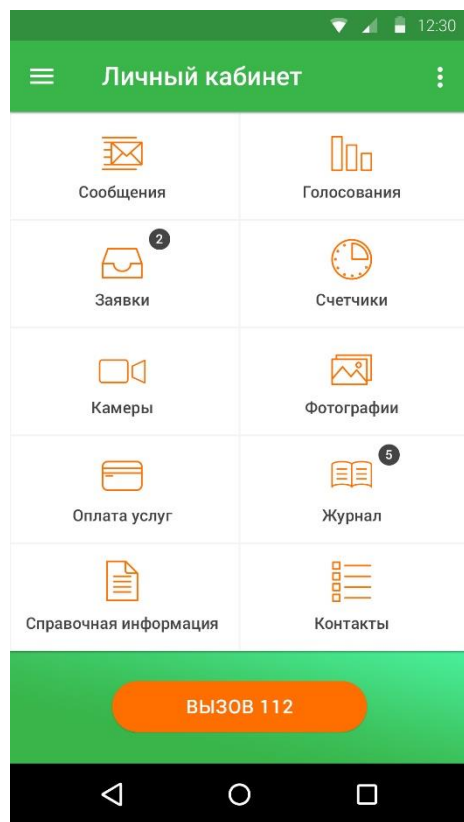 12:30
Личный кабинет
Сообщения
Голосования
2
Заявки
Счетчики
Камеры
Фотографии
5
Оплата услуг
Журнал
Справочная информация
Контакты
ВЫЗОВ 112